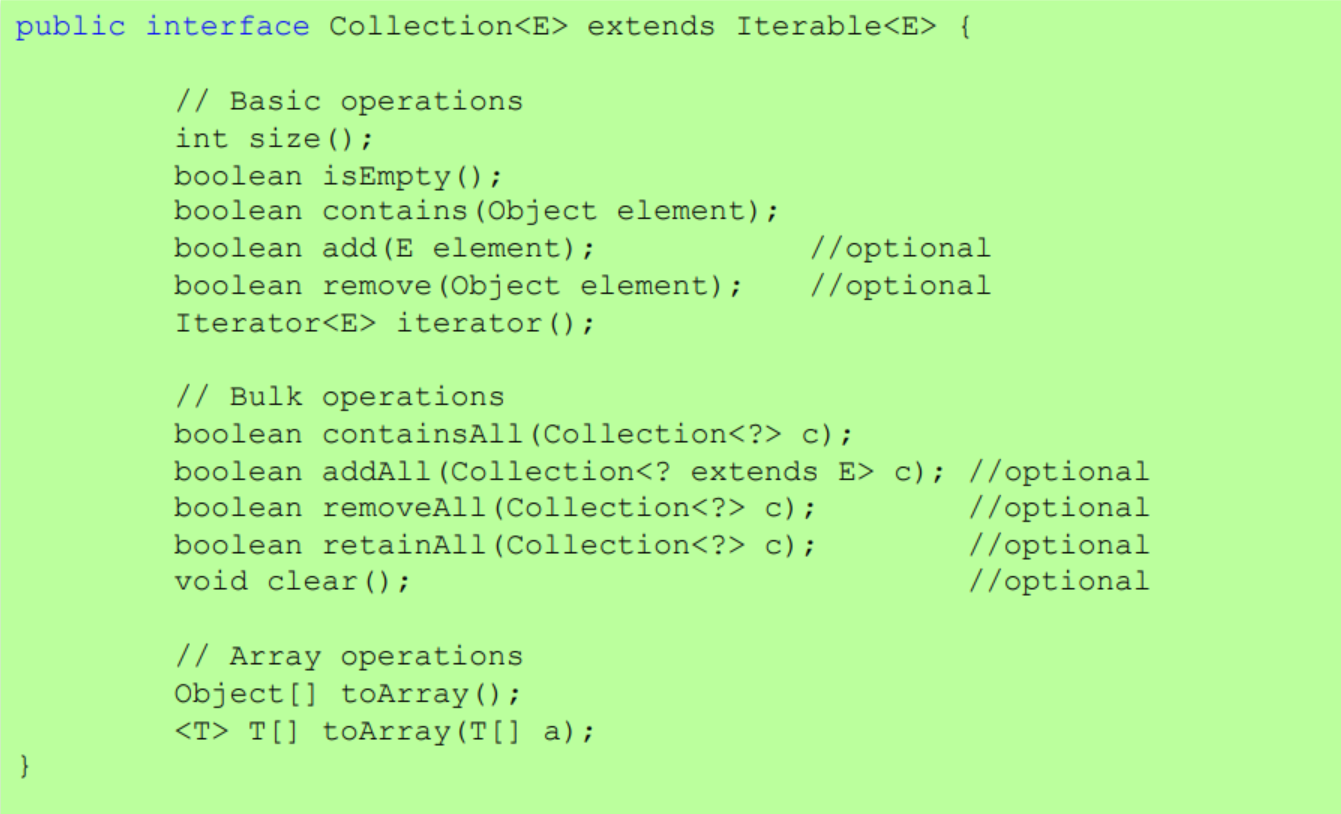 public interface Collection<E> extends Iterable<E> {
// Basic operations
int size();
boolean isEmpty();
boolean contains(Object element);
boolean add(E element); //optional
boolean remove(Object element); //optional
Iterator<E> iterator();
// Bulk operations
boolean containsAll(Collection<?> c);
boolean addAll(Collection<? extends E> c); //optional
boolean removeAll(Collection<?> c); //optional
boolean retainAll(Collection<?> c); //optional
void clear(); //optional
// Array operations
Object[] toArray();
<T> T[] toArray(T[] a);
}